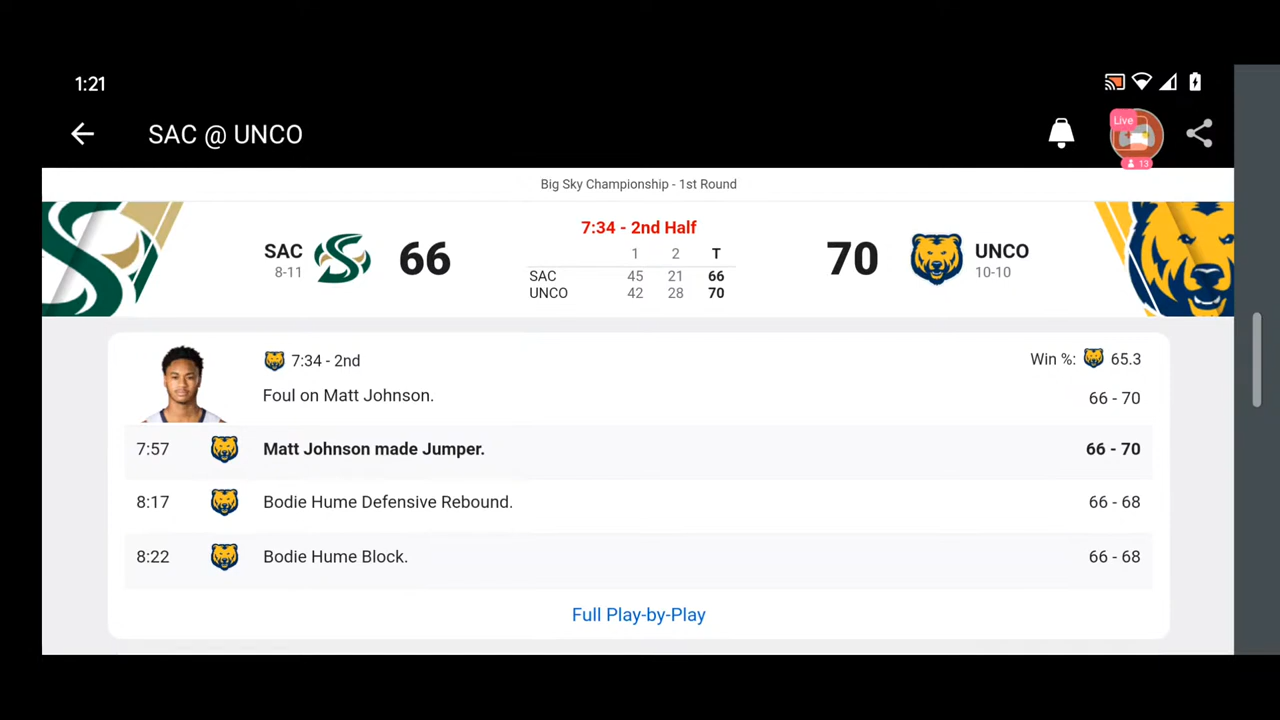 1:21
SAC @ UNCO
Live
13
Big Sky Championship - 1st Round
SAC
8-11
66
7:34 - 2nd Half
1 2 T
SAC 45 21 66
UNCO 42 28 70
70
UNCO
10-10
7:34 - 2nd
Win %: 65.3
Foul on Matt Johnson.
66 - 70
7:57 Matt Johnson made Jumper. 66 - 70
8:17 Bodie Hume Defensive Rebound. 66 - 68
8:22 Bodie Hume Block. 66 - 68
Full Play-by-Play